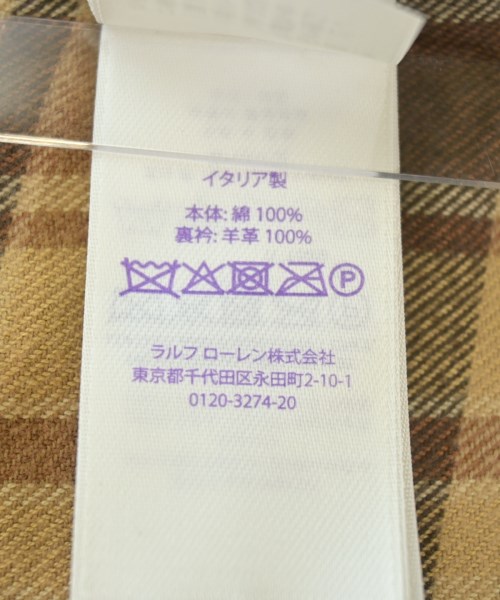 イタリア製
本体: 綿 100%
裏衿: 羊革 100%
P
ラルフ ローレン株式会社
東京都千代田区永田町2-10-1
0120-3274-20